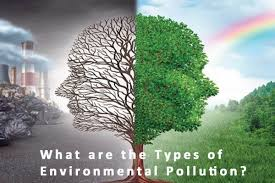 What are the Types of
Environmental Pollution?